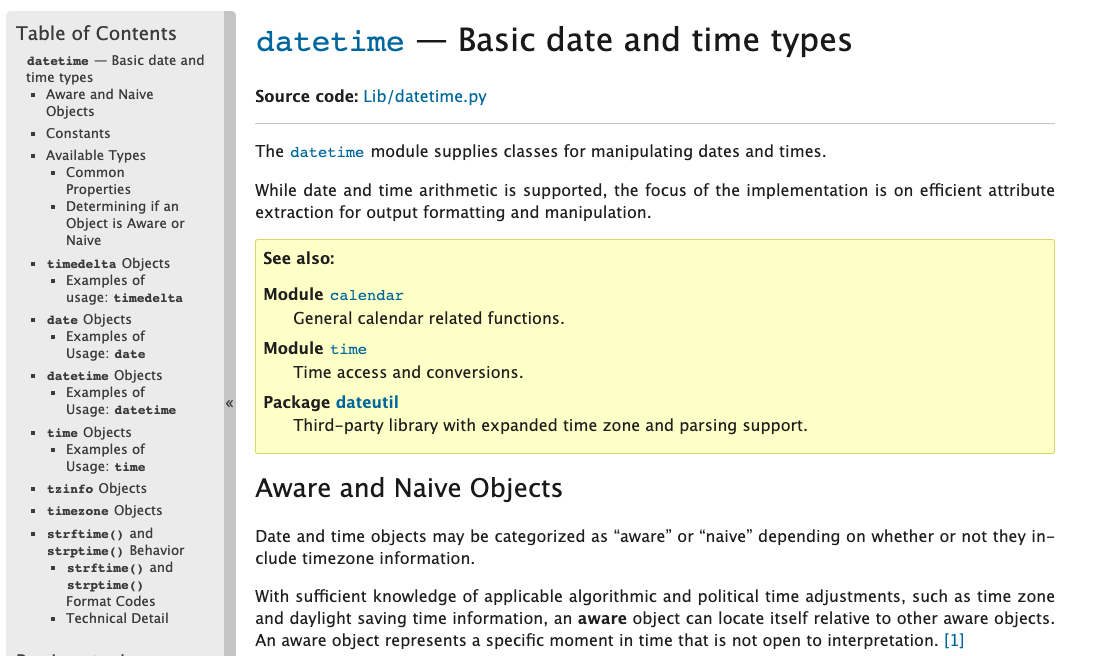 Table of Contents
datetime — Basic date and
time types
▪ Aware and Naive
Objects
▪ Constants
▪ Available Types
▪ Common
Properties
▪ Determining if an
Object is Aware or
Naive
▪ timedelta Objects
▪ Examples of
usage: timedelta
▪ date Objects
▪ Examples of
Usage: date
▪ datetime Objects
▪ Examples of
Usage: datetime
▪ time Objects
▪ Examples of
Usage: time
▪ tzinfo Objects
▪ timezone Objects
▪ strftime() and
strptime() Behavior
▪ strftime() and
strptime()
Format Codes
▪ Technical Detail
«
datetime — Basic date and time types
Source code: Lib/datetime.py
The datetime module supplies classes for manipulating dates and times.
While date and time arithmetic is supported, the focus of the implementation is on efficient attribute
extraction for output formatting and manipulation.
See also:
Module calendar
General calendar related functions.
Module time
Time access and conversions.
Package dateutil
Third-party library with expanded time zone and parsing support.
Aware and Naive Objects
Date and time objects may be categorized as “aware” or “naive” depending on whether or not they in-
clude timezone information.
With sufficient knowledge of applicable algorithmic and political time adjustments, such as time zone
and daylight saving time information, an aware object can locate itself relative to other aware objects.
An aware object represents a specific moment in time that is not open to interpretation. [1]